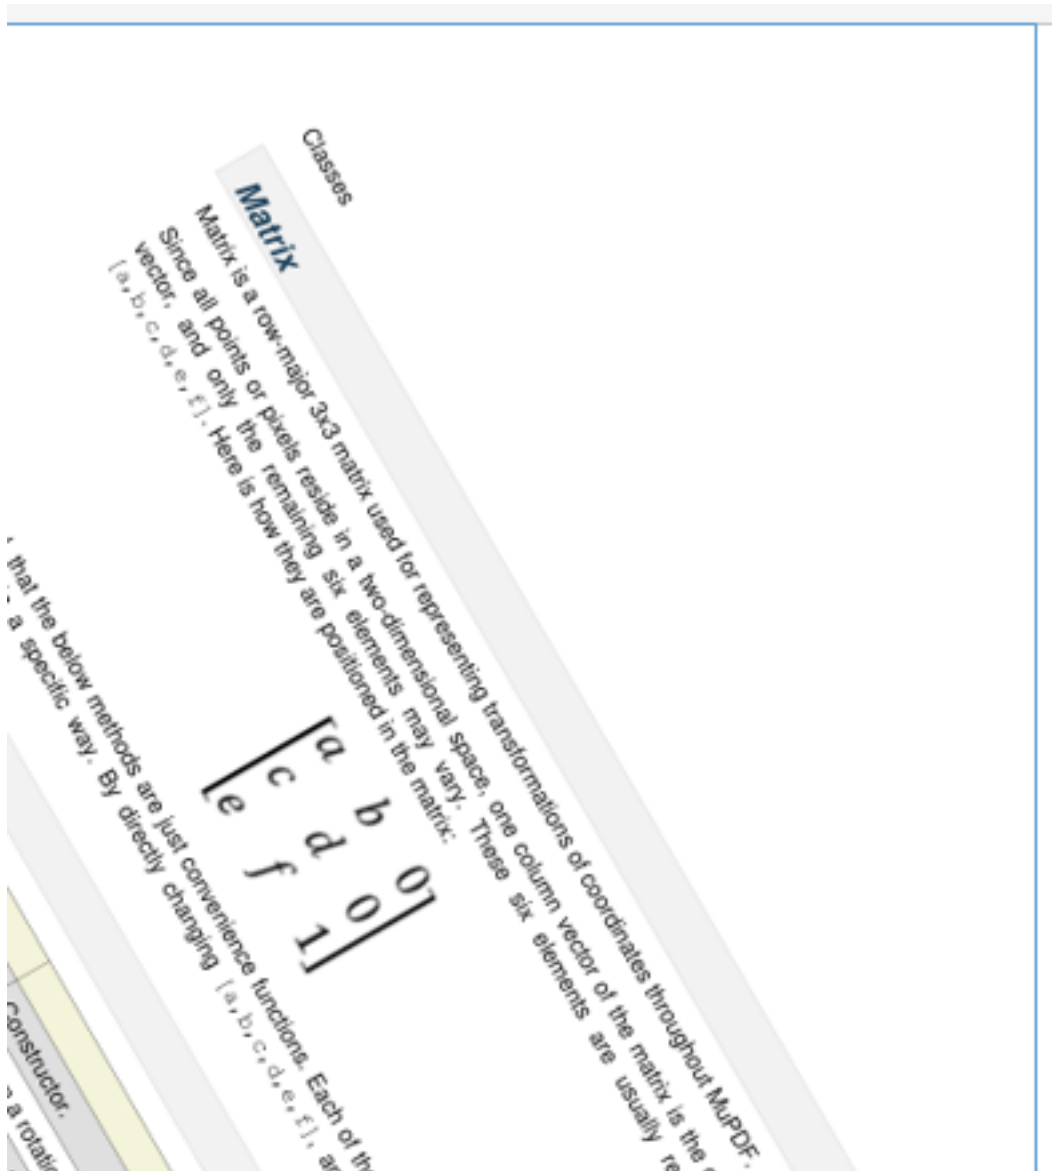 Classes
Matrix
Matrix is a row-major 3x3 matrix used for representing transformations of coordinates throughout MuPDF.
Since all points or pixels reside in a two-dimensional space, one column vector of the matrix is the
vector, and only the remaining six elements may vary. These six elements are usually
[a,b,c,d,e,f]. Here is how they are positioned in the matrix:
a b 0
c d 0
e f 1
that the below methods are just convenience functions. Each of
a specific way. By directly changing [a,b,c,d,e,f],
Constructor.
a